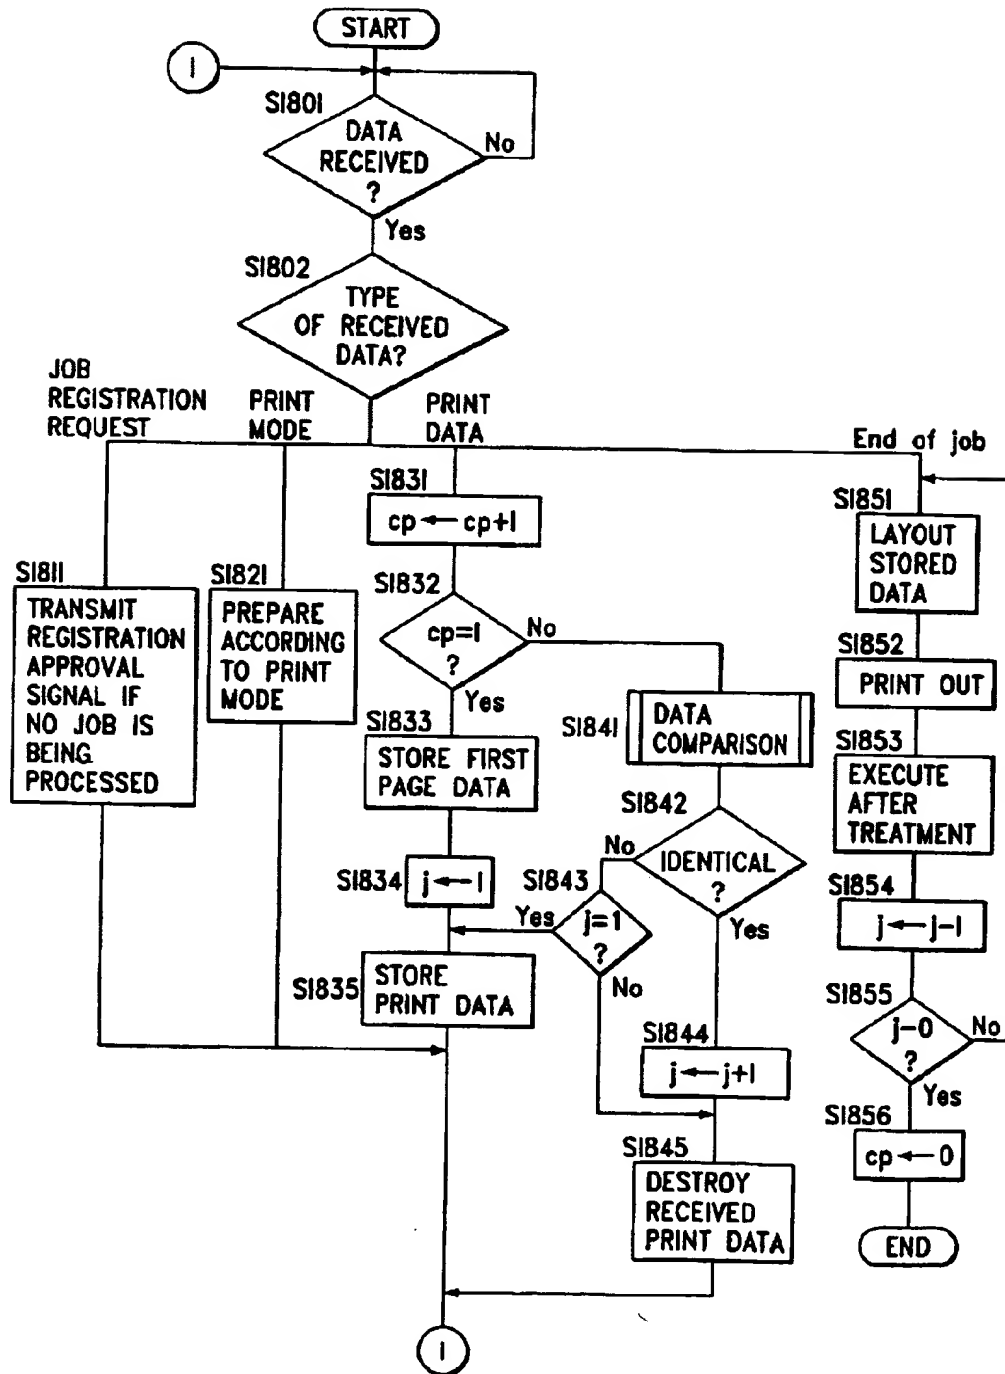 START
1
S1801
DATA
RECEIVED
?
No
Yes
S1802
TYPE
OF RECEIVED
DATA?
JOB
REGISTRATION
REQUEST
PRINT
MODE
PRINT
DATA
End of job
S1811
TRANSMIT
REGISTRATION
APPROVAL
SIGNAL IF
NO JOB IS
BEING
PROCESSED
S1821
PREPARE
ACCORDING
TO PRINT
MODE
S1831
cp ← cp+1
S1832
cp=1
?
No
Yes
S1833
STORE FIRST
PAGE DATA
S1834
j ← 1
S1835
STORE
PRINT DATA
S1841
DATA
COMPARISON
S1842
IDENTICAL
?
No
Yes
S1843
j=1
?
Yes
No
S1844
j ← j+1
S1845
DESTROY
RECEIVED
PRINT DATA
S1851
LAYOUT
STORED
DATA
S1852
PRINT OUT
S1853
EXECUTE
AFTER
TREATMENT
S1854
j ← j-1
S1855
j-0
?
No
Yes
S1856
cp ← 0
END
1